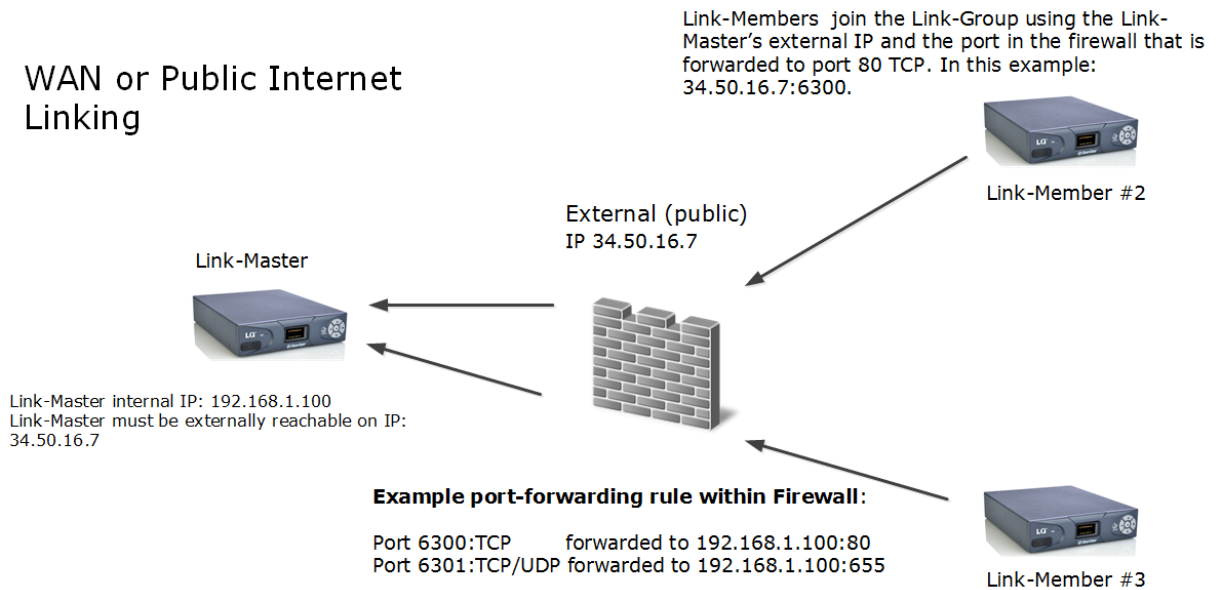 WAN or Public Internet
Linking
Link-Members join the Link-Group using the Link-
Master's external IP and the port in the firewall that is
forwarded to port 80 TCP. In this example:
34.50.16.7:6300.
LQ
Link-Member #2
External (public)
IP 34.50.16.7
Link-Master
LQ
Link-Master internal IP: 192.168.1.100
Link-Master must be externally reachable on IP:
34.50.16.7
Example port-forwarding rule within Firewall:
Port 6300:TCP forwarded to 192.168.1.100:80
Port 6301:TCP/UDP forwarded to 192.168.1.100:655
LQ
Link-Member #3